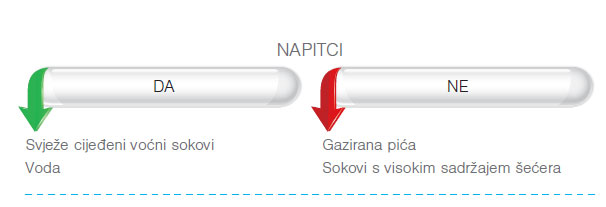 NAPITCI
DA
NE
Svježe cijeđeni voćni sokovi
Voda
Gazirana pića
Sokovi s visokim sadržajem šećera